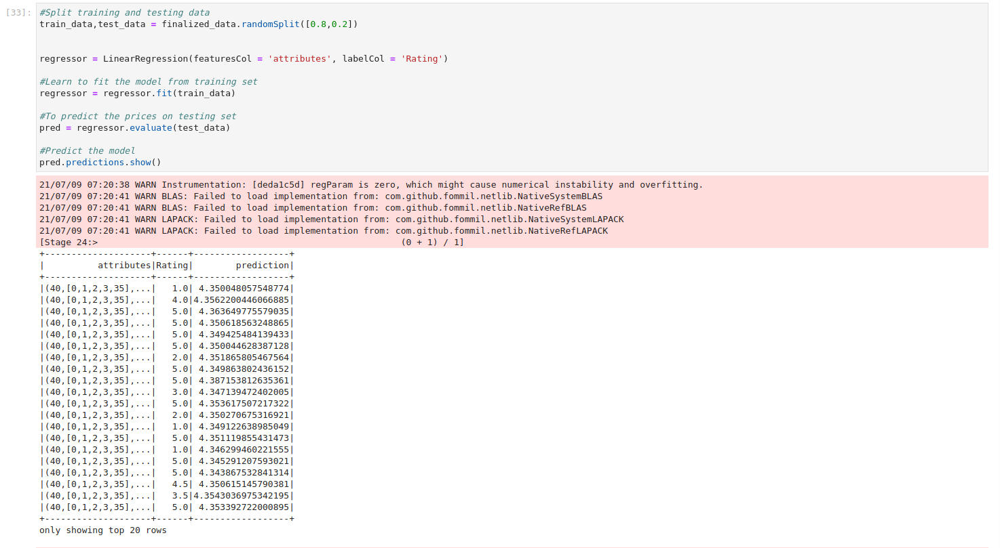 [33]:
#Split training and testing data
train_data,test_data = finalized_data.randomSplit([0.8,0.2])
regressor = LinearRegression(featuresCol = 'attributes', labelCol = 'Rating')
#Learn to fit the model from training set
regressor = regressor.fit(train_data)
#To predict the prices on testing set
pred = regressor.evaluate(test_data)
#Predict the model
pred.predictions.show()
21/07/09 07:20:38 WARN Instrumentation: [deda1c5d] regParam is zero, which might cause numerical instability and overfitting.
21/07/09 07:20:41 WARN BLAS: Failed to load implementation from: com.github.fommil.netlib.NativeSystemBLAS
21/07/09 07:20:41 WARN BLAS: Failed to load implementation from: com.github.fommil.netlib.NativeRefBLAS
21/07/09 07:20:41 WARN LAPACK: Failed to load implementation from: com.github.fommil.netlib.NativeSystemLAPACK
21/07/09 07:20:41 WARN LAPACK: Failed to load implementation from: com.github.fommil.netlib.NativeRefLAPACK
[Stage 24:>                                                         (0 + 1) / 1]
+--------------------+------+------------------+
|          attributes|Rating|        prediction|
+--------------------+------+------------------+
|(40,[0,1,2,3,35],...|   1.0| 4.350048057548774|
|(40,[0,1,2,3,35],...|   4.0|4.3562200446066885|
|(40,[0,1,2,3,35],...|   5.0| 4.363649775579035|
|(40,[0,1,2,3,35],...|   5.0| 4.350618563248865|
|(40,[0,1,2,3,35],...|   5.0| 4.349425484139433|
|(40,[0,1,2,3,35],...|   5.0| 4.350044628387128|
|(40,[0,1,2,3,35],...|   2.0| 4.351865805467564|
|(40,[0,1,2,3,35],...|   5.0| 4.349863802436152|
|(40,[0,1,2,3,35],...|   5.0| 4.387153812635361|
|(40,[0,1,2,3,35],...|   3.0| 4.347139472402005|
|(40,[0,1,2,3,35],...|   5.0| 4.353617507217322|
|(40,[0,1,2,3,35],...|   2.0| 4.350270675316921|
|(40,[0,1,2,3,35],...|   1.0| 4.349122638985049|
|(40,[0,1,2,3,35],...|   5.0| 4.351119855431473|
|(40,[0,1,2,3,35],...|   1.0| 4.346299460221555|
|(40,[0,1,2,3,35],...|   5.0| 4.345291207593021|
|(40,[0,1,2,3,35],...|   5.0| 4.343867532841314|
|(40,[0,1,2,3,35],...|   4.5| 4.350615145790381|
|(40,[0,1,2,3,35],...|   3.5|4.3543036975342195|
|(40,[0,1,2,3,35],...|   5.0| 4.353392722000895|
+--------------------+------+------------------+
only showing top 20 rows